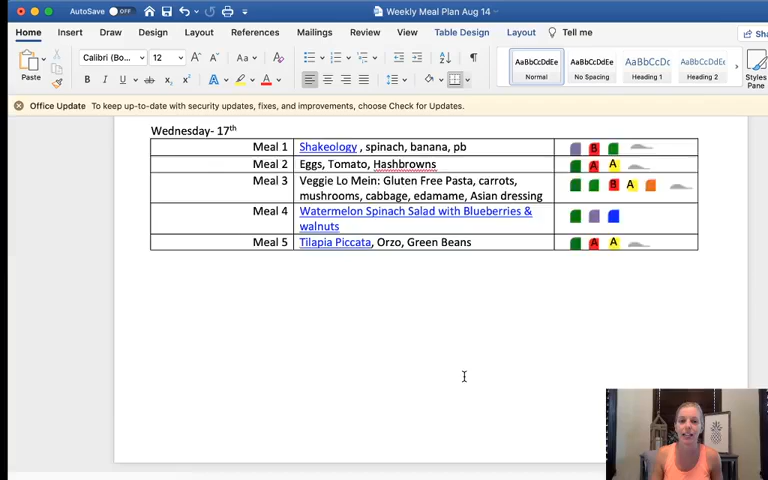 AutoSave OFF
Weekly Meal Plan Aug 14
Home Insert Draw Design Layout References Mailings Review View Table Design Layout Tell me
Paste
Calibri (Bo... 12
AaBbCcDdEe
Normal
AaBbCcDdEe
No Spacing
AaBbCcDc
Heading 1
AaBbCcDdEe
Heading 2
Styles
Pane
Office Update To keep up-to-date with security updates, fixes, and improvements, choose Check for Updates.
Wednesday- 17th
Meal 1 Shakeology , spinach, banana, pb B
Meal 2 Eggs, Tomato, Hashbrowns A A
Meal 3 Veggie Lo Mein: Gluten Free Pasta, carrots, B A
mushrooms, cabbage, edamame, Asian dressing
Meal 4 Watermelon Spinach Salad with Blueberries &
walnuts
Meal 5 Tilapia Piccata, Orzo, Green Beans A A